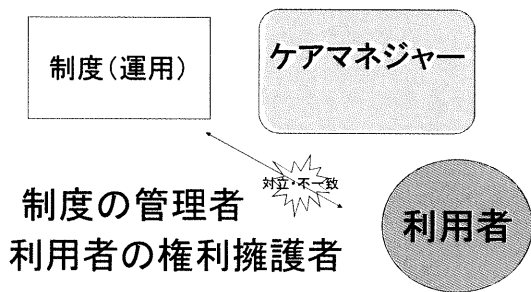 制度(運用)
ケアマネジャー
対立・不一致
制度の管理者
利用者の権利擁護者
利用者